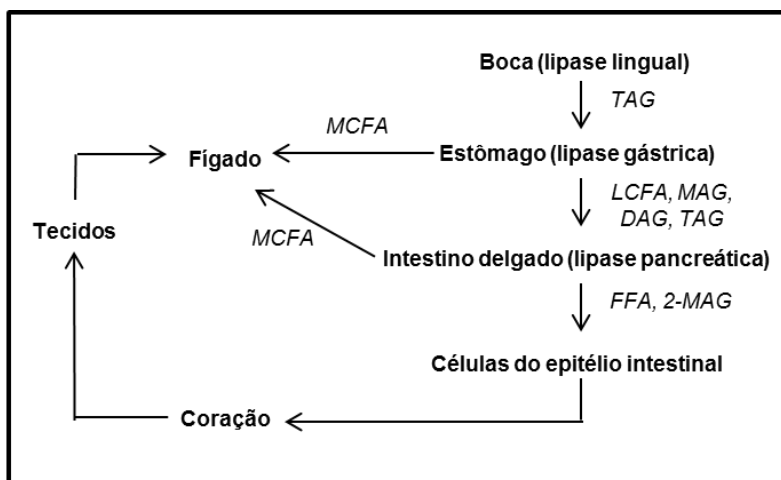 Boca (lipase lingual)
TAG
MCFA
Fígado
Estômago (lipase gástrica)
LCFA, MAG,
DAG, TAG
Tecidos
MCFA
Intestino delgado (lipase pancreática)
FFA, 2-MAG
Células do epitélio intestinal
Coração